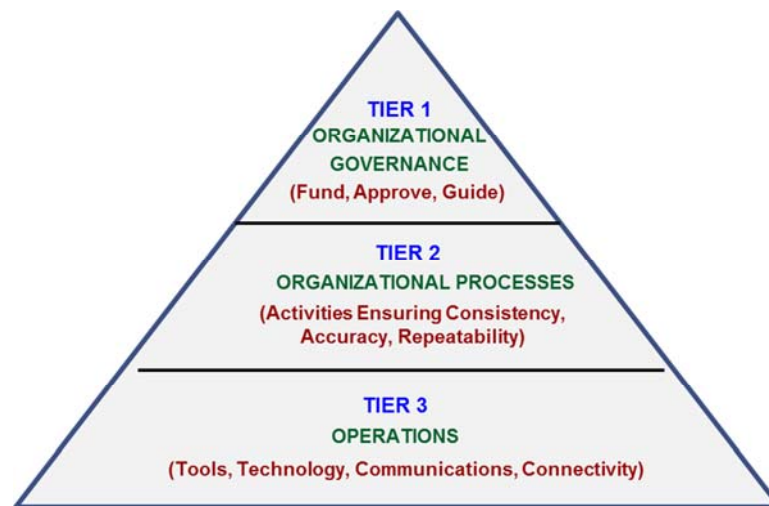 TIER 1
ORGANIZATIONAL
GOVERNANCE
(Fund, Approve, Guide)
TIER 2
ORGANIZATIONAL PROCESSES
(Activities Ensuring Consistency,
Accuracy, Repeatability)
TIER 3
OPERATIONS
(Tools, Technology, Communications, Connectivity)